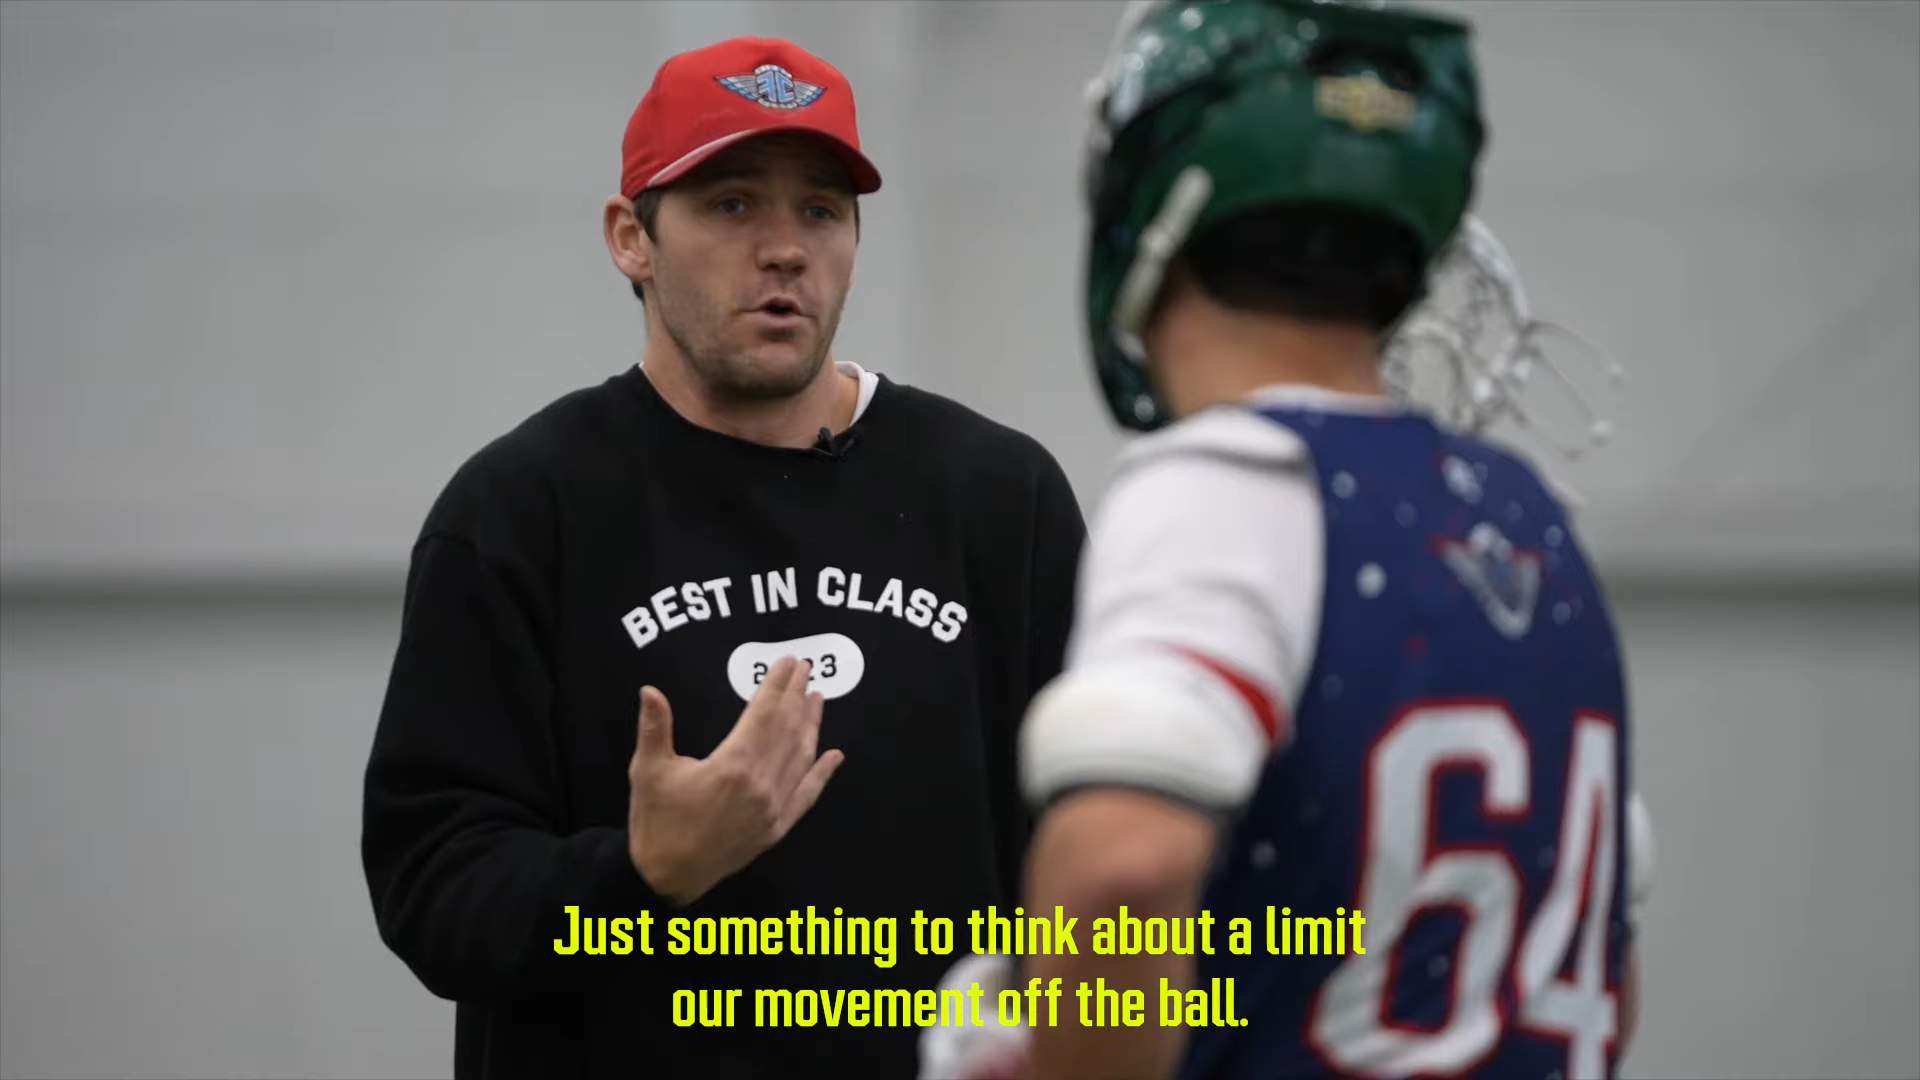 BEST IN CLASS
64
Just something to think about a limit
our movement off the ball.